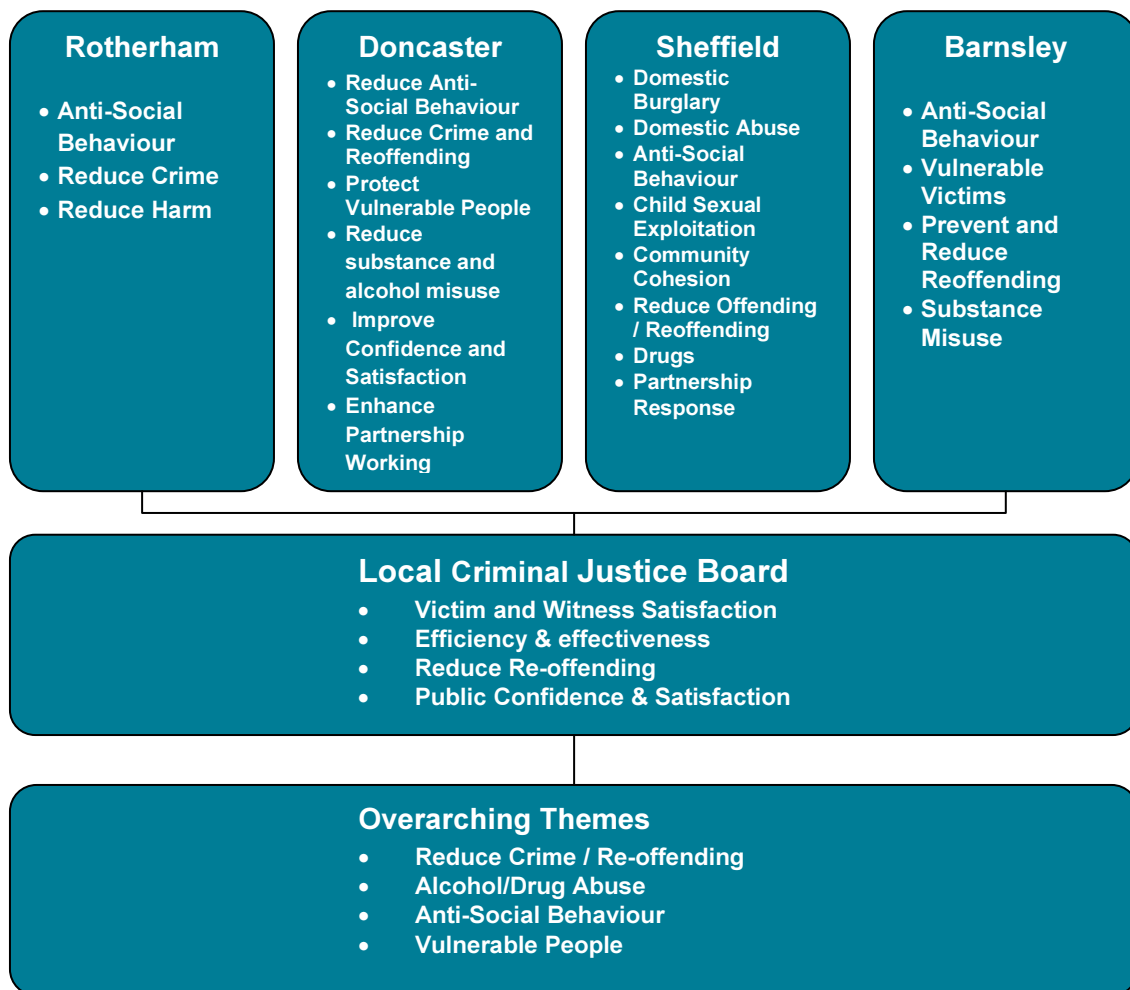 Rotherham
• Anti-Social
Behaviour
• Reduce Crime
• Reduce Harm
Doncaster
• Reduce Anti-
Social Behaviour
• Reduce Crime and
Reoffending
• Protect
Vulnerable People
• Reduce
substance and
alcohol misuse
• Improve
Confidence and
Satisfaction
• Enhance
Partnership
Working
Sheffield
• Domestic
Burglary
• Domestic Abuse
• Anti-Social
Behaviour
• Child Sexual
Exploitation
• Community
Cohesion
• Reduce Offending
/ Reoffending
• Drugs
• Partnership
Response
Barnsley
• Anti-Social
Behaviour
• Vulnerable
Victims
• Prevent and
Reduce
Reoffending
• Substance
Misuse
Local Criminal Justice Board
• Victim and Witness Satisfaction
• Efficiency & effectiveness
• Reduce Re-offending
• Public Confidence & Satisfaction
Overarching Themes
• Reduce Crime / Re-offending
• Alcohol/Drug Abuse
• Anti-Social Behaviour
• Vulnerable People